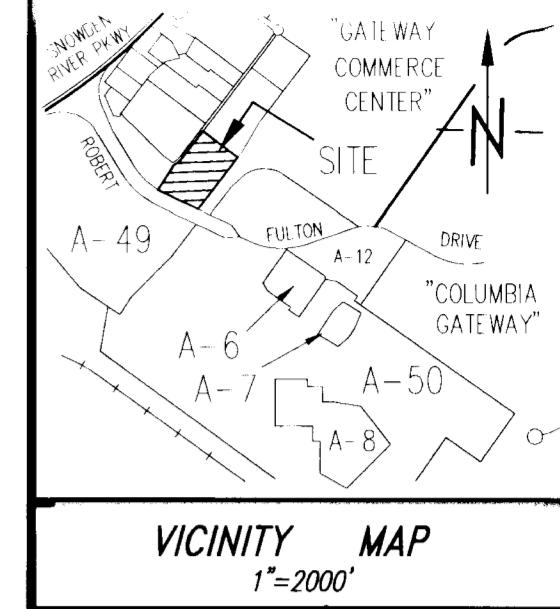 SNOWDEN
RIVER PKWY
"GATEWAY
COMMERCE
CENTER"
N
ROBERT
SITE
A-49
FULTON
DRIVE
A-12
"COLUMBIA
GATEWAY"
A-6
A-7
A-50
A-8
VICINITY MAP
1"=2000'